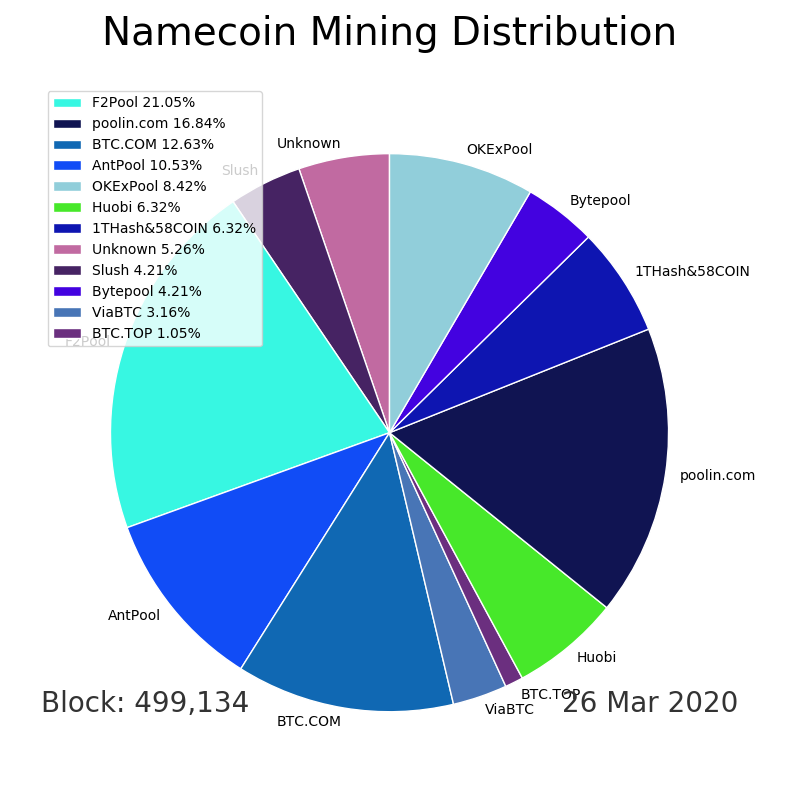 Namecoin Mining Distribution
F2Pool 21.05%
poolin.com 16.84%
BTC.COM 12.63%
AntPool 10.53%
OKExPool 8.42%
Huobi 6.32%
1THash&58COIN 6.32%
Unknown 5.26%
Slush 4.21%
Bytepool 4.21%
ViaBTC 3.16%
BTC.TOP 1.05%
Unknown
OKExPool
Slush
Bytepool
1THash&58COIN
F2Pool
poolin.com
AntPool
Huobi
BTC.TOP
ViaBTC
BTC.COM
Block: 499,134
26 Mar 2020